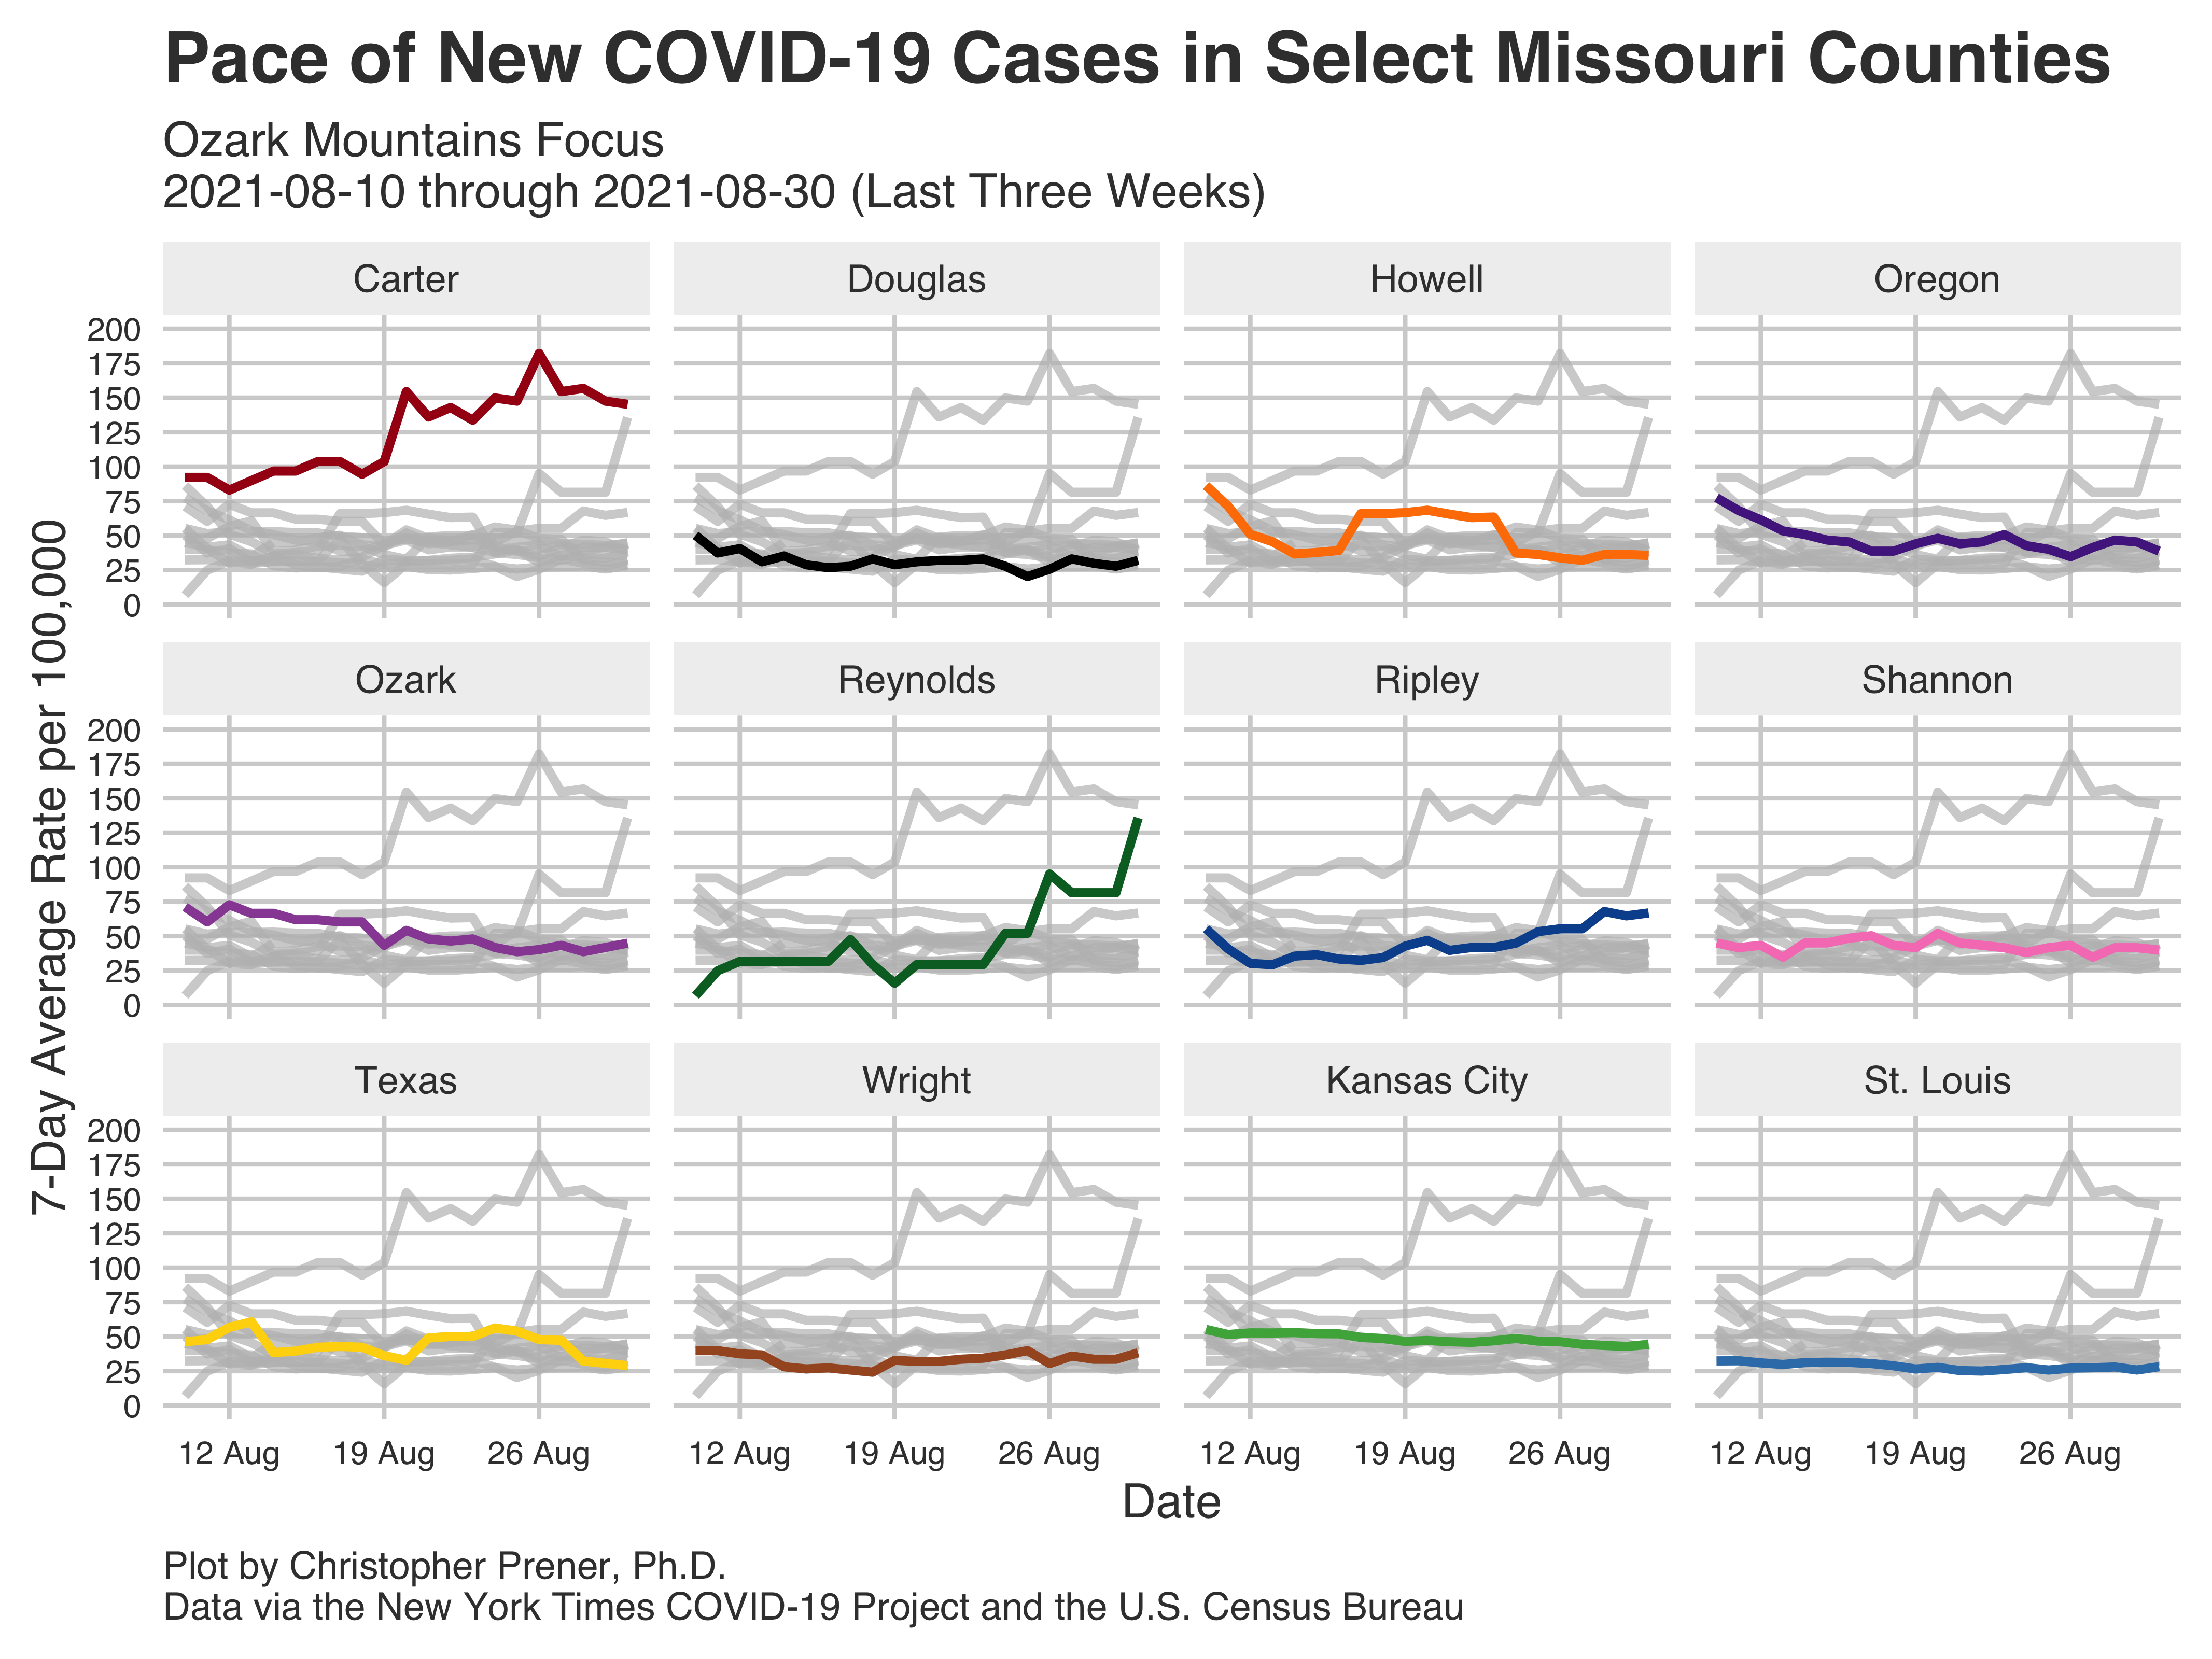 Pace of New COVID-19 Cases in Select Missouri Counties
Ozark Mountains Focus
2021-08-10 through 2021-08-30 (Last Three Weeks)
7-Day Average Rate per 100,000
Carter
Douglas
Howell
Oregon
200
175
150
125
100
75
50
25
0
Ozark
Reynolds
Ripley
Shannon
200
175
150
125
100
75
50
25
0
Texas
Wright
Kansas City
St. Louis
200
175
150
125
100
75
50
25
0
12 Aug
19 Aug
26 Aug
12 Aug
19 Aug
26 Aug
12 Aug
19 Aug
26 Aug
12 Aug
19 Aug
26 Aug
Date
Plot by Christopher Prener, Ph.D.
Data via the New York Times COVID-19 Project and the U.S. Census Bureau